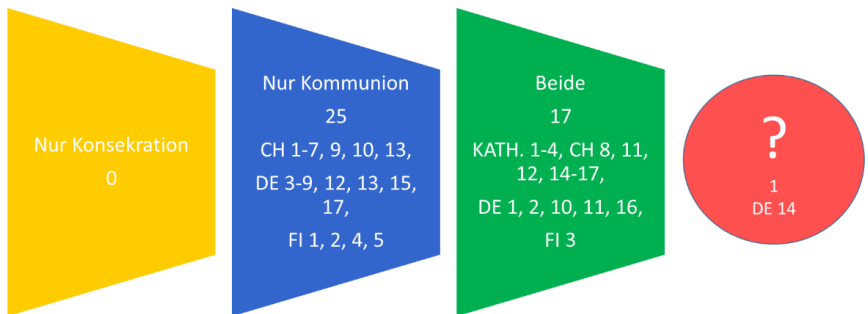 Nur Konsekration
0
Nur Kommunion
25
CH 1-7, 9, 10, 13,
DE 3-9, 12, 13, 15,
17,
FI 1, 2, 4, 5
Beide
17
KATH. 1-4, CH 8, 11,
12, 14-17,
DE 1, 2, 10, 11, 16,
FI 3
?
1
DE 14